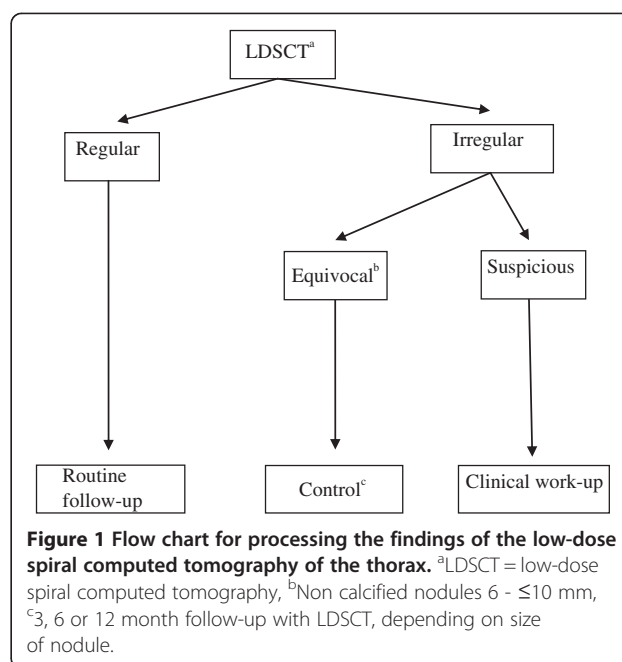 LDSCTa
Regular
Irregular
Equivocalb
Suspicious
Routine
follow-up
Controlc
Clinical work-up
Figure 1 Flow chart for processing the findings of the low-dose
spiral computed tomography of the thorax. aLDSCT = low-dose
spiral computed tomography, bNon calcified nodules 6 - ≤10 mm,
c3, 6 or 12 month follow-up with LDSCT, depending on size
of nodule.